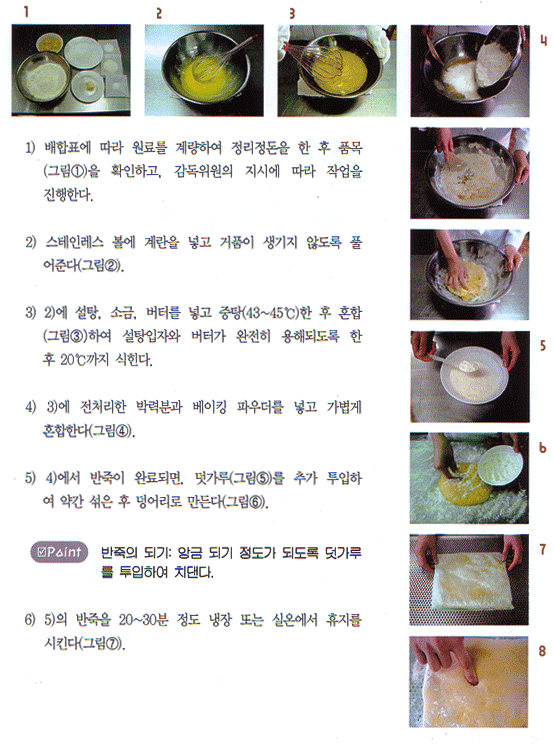 1
2
3
4
1) 배합표에 따라 원료를 계량하여 정리정돈을 한 후 품목
(그림①)을 확인하고, 감독위원의 지시에 따라 작업을
진행한다.
2) 스테인레스 볼에 계란을 넣고 거품이 생기지 않도록 풀
어준다(그림②).
3) 2)에 설탕, 소금, 버터를 넣고 중탕(43~45℃)한 후 혼합
(그림③)하여 설탕입자와 버터가 완전히 용해되도록 한
후 20℃까지 식힌다.
5
4) 3)에 전처리한 박력분과 베이킹 파우더를 넣고 가볍게
혼합한다(그림④).
6
5) 4)에서 반죽이 완료되면, 덧가루(그림⑤)를 추가 투입하
여 약간 섞은 후 덩어리로 만든다(그림⑥).
Point 반죽의 되기: 앙금 되기 정도가 되도록 덧가루
를 투입하여 치댄다.
7
6) 5)의 반죽을 20~30분 정도 냉장 또는 실온에서 휴지를
시킨다(그림⑦).
8